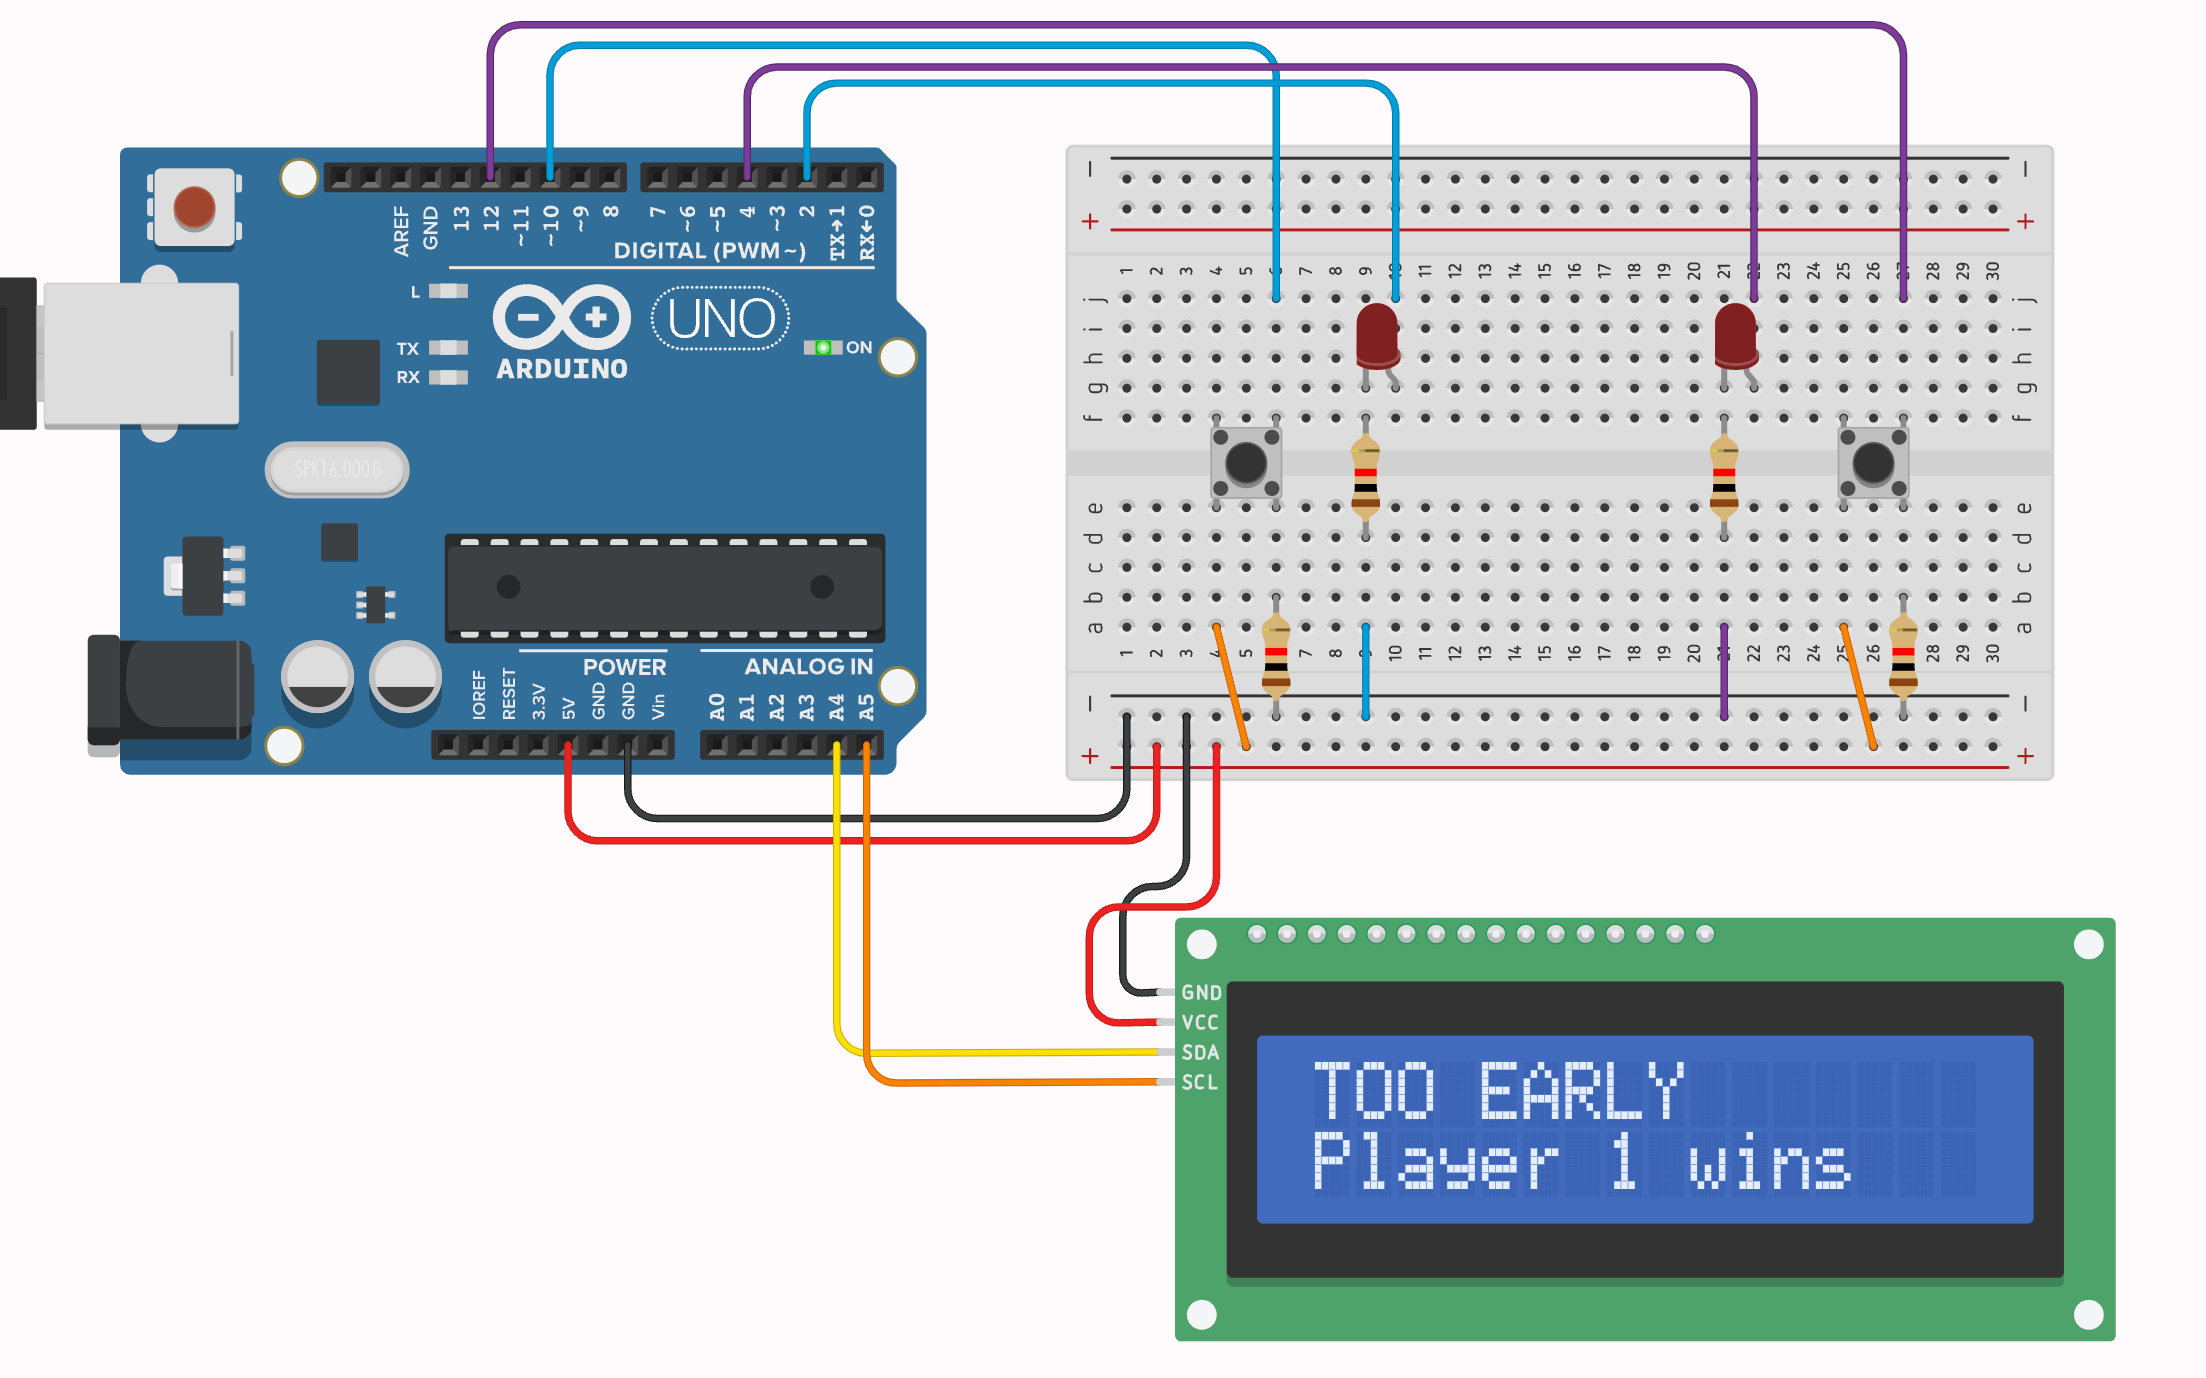 AREF
GND
13
12
~11
~10
~9
8
7
~6
~5
4
~3
2
TX→1
RX←0
DIGITAL (PWM~)
L
TX
RX
ARDUINO
UNO
ON
SPK16.000G
POWER
ANALOG IN
IOREF
RESET
3.3V
5V
GND
GND
Vin
A0
A1
A2
A3
A4
A5
− −
+ +
1 2 3 4 5 6 7 8 9 10 11 12 13 14 15 16 17 18 19 20 21 22 23 24 25 26 27 28 29 30
j j
i i
h h
g g
f f
e e
d d
c c
b b
a a
1 2 3 4 5 7 8 9 10 11 12 13 14 15 16 17 18 19 20 21 22 23 24 25 26 28 29 30
− −
+ +
GND
VCC
SDA
SCL
TOO EARLY
Player 1 wins